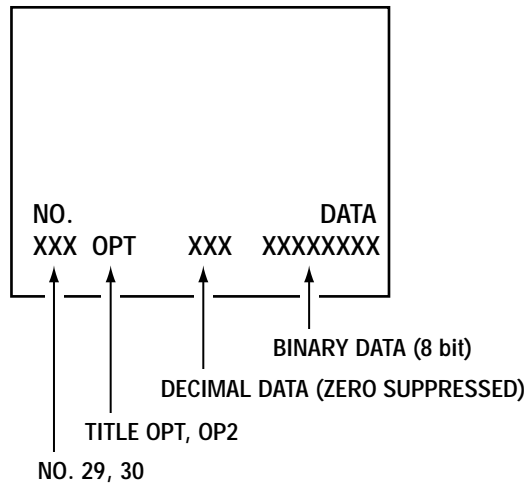 NO. DATA
XXX OPT XXX XXXXXXXX
BINARY DATA (8 bit)
DECIMAL DATA (ZERO SUPPRESSED)
TITLE OPT, OP2
NO. 29, 30